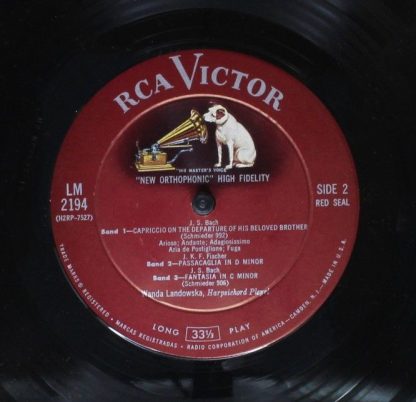 RCA VICTOR
"HIS MASTER'S VOICE"
"NEW ORTHOPHONIC" HIGH FIDELITY
LM
2194
(H2RP-7527)
SIDE 2
RED SEAL
J. S. Bach
Band 1—CAPRICCIO ON THE DEPARTURE OF HIS BELOVED BROTHER
(Schmieder 992)
Arioso; Andante; Adagiosissimo
Aria de Postiglione; Fuga
J. K. F. Fischer
Band 2—PASSACAGLIA IN D MINOR
J. S. Bach
Band 3—FANTASIA IN C MINOR
(Schmieder 906)
Wanda Landowska, Harpsichord
LONG 33⅓ PLAY
TRADE MARKS ® REGISTERED • MARCAS REGISTRADAS • RADIO CORPORATION OF AMERICA—CAMDEN, N. J.—MADE IN U.S.A.